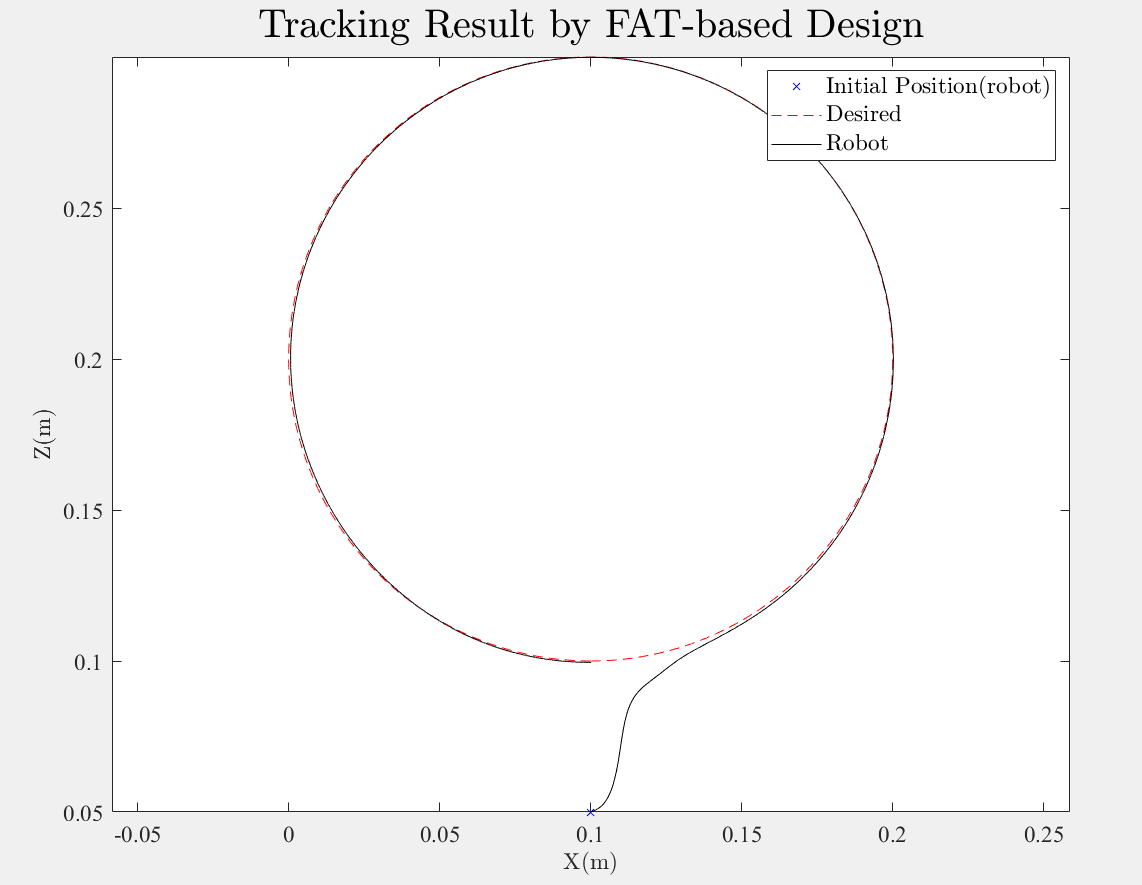 Tracking Result by FAT-based Design
Initial Position(robot)
Desired
Robot
0.25
0.2
0.15
0.1
0.05
Z(m)
-0.05 0 0.05 0.1 0.15 0.2 0.25
X(m)